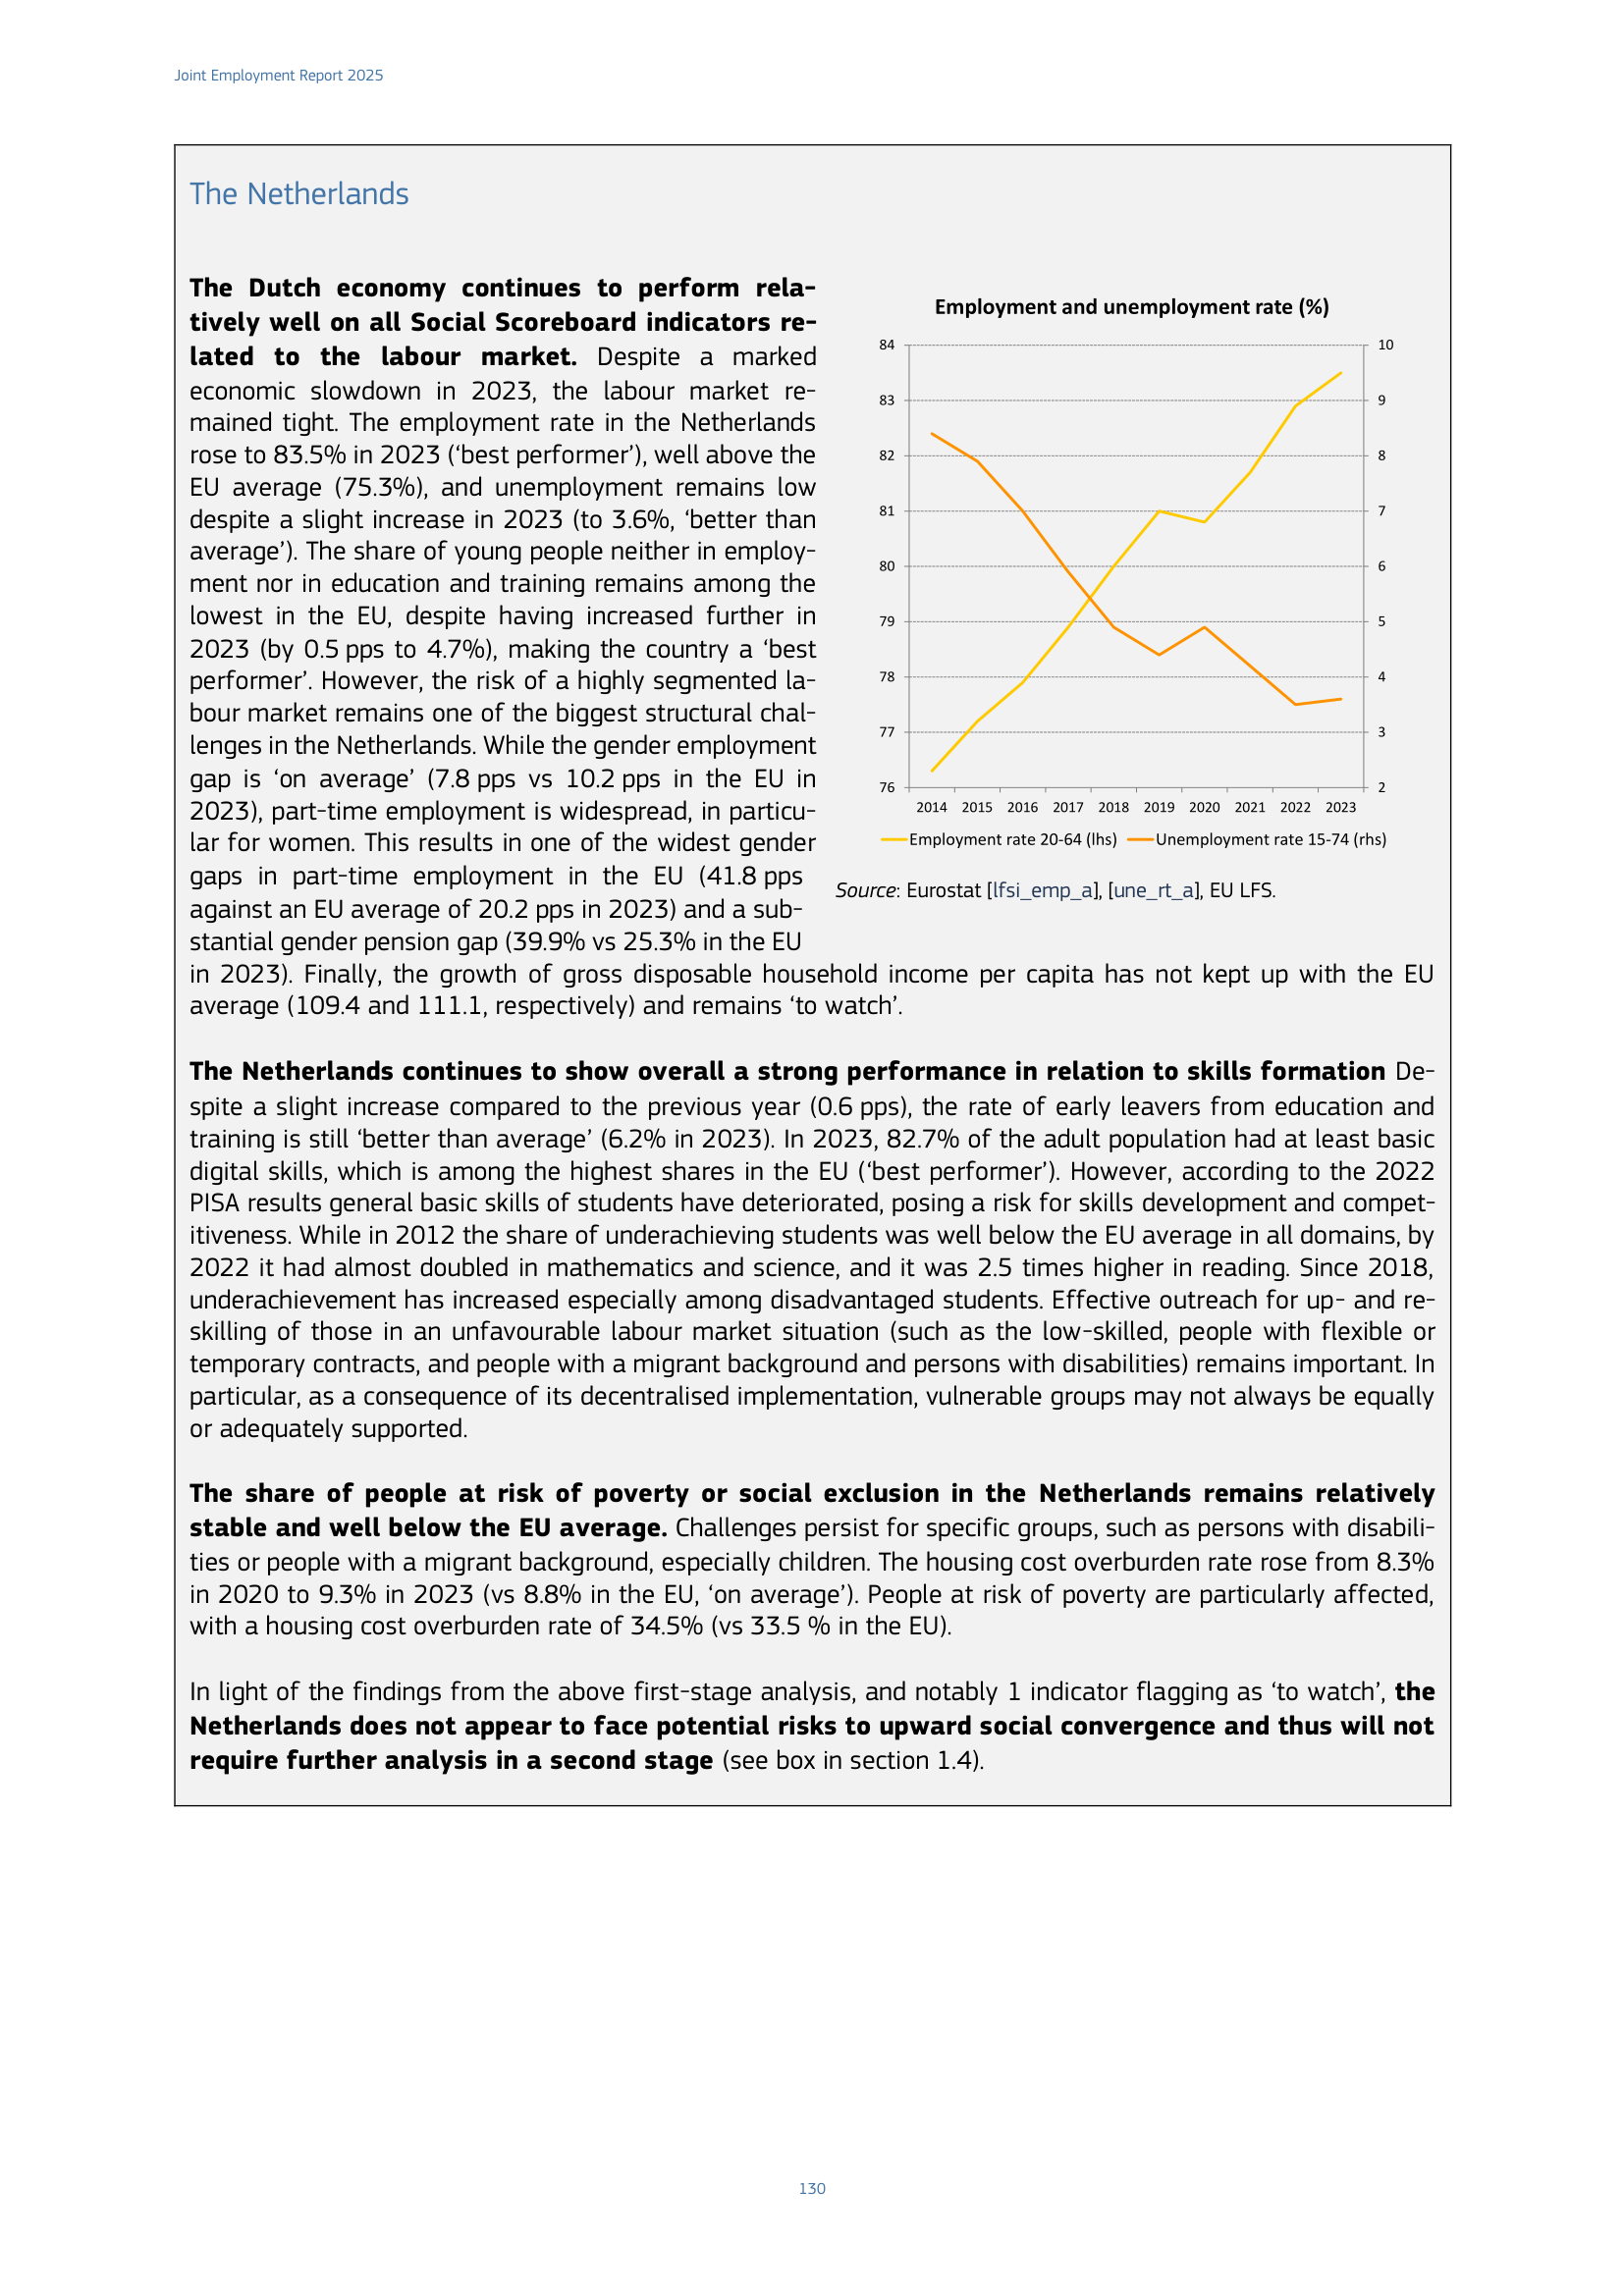 Joint Employment Report 2025
The Netherlands
The Dutch economy continues to perform rela-
tively well on all Social Scoreboard indicators re-
lated to the labour market. Despite a marked
economic slowdown in 2023, the labour market re-
mained tight. The employment rate in the Netherlands
rose to 83.5% in 2023 (‘best performer’), well above the
EU average (75.3%), and unemployment remains low
despite a slight increase in 2023 (to 3.6%, ‘better than
average’). The share of young people neither in employ-
ment nor in education and training remains among the
lowest in the EU, despite having increased further in
2023 (by 0.5 pps to 4.7%), making the country a ‘best
performer’. However, the risk of a highly segmented la-
bour market remains one of the biggest structural chal-
lenges in the Netherlands. While the gender employment
gap is ‘on average’ (7.8 pps vs 10.2 pps in the EU in
2023), part-time employment is widespread, in particu-
lar for women. This results in one of the widest gender
gaps in part-time employment in the EU (41.8 pps
against an EU average of 20.2 pps in 2023) and a sub-
stantial gender pension gap (39.9% vs 25.3% in the EU
in 2023). Finally, the growth of gross disposable household income per capita has not kept up with the EU
average (109.4 and 111.1, respectively) and remains ‘to watch’.
Employment and unemployment rate (%)
84 10
83 9
82 8
81 7
80 6
79 5
78 4
77 3
76 2
2014 2015 2016 2017 2018 2019 2020 2021 2022 2023
Employment rate 20-64 (lhs) Unemployment rate 15-74 (rhs)
Source: Eurostat [lfsi_emp_a], [une_rt_a], EU LFS.
The Netherlands continues to show overall a strong performance in relation to skills formation De-
spite a slight increase compared to the previous year (0.6 pps), the rate of early leavers from education and
training is still ‘better than average’ (6.2% in 2023). In 2023, 82.7% of the adult population had at least basic
digital skills, which is among the highest shares in the EU (‘best performer’). However, according to the 2022
PISA results general basic skills of students have deteriorated, posing a risk for skills development and compet-
itiveness. While in 2012 the share of underachieving students was well below the EU average in all domains, by
2022 it had almost doubled in mathematics and science, and it was 2.5 times higher in reading. Since 2018,
underachievement has increased especially among disadvantaged students. Effective outreach for up- and re-
skilling of those in an unfavourable labour market situation (such as the low-skilled, people with flexible or
temporary contracts, and people with a migrant background and persons with disabilities) remains important. In
particular, as a consequence of its decentralised implementation, vulnerable groups may not always be equally
or adequately supported.
The share of people at risk of poverty or social exclusion in the Netherlands remains relatively
stable and well below the EU average. Challenges persist for specific groups, such as persons with disabili-
ties or people with a migrant background, especially children. The housing cost overburden rate rose from 8.3%
in 2020 to 9.3% in 2023 (vs 8.8% in the EU, ‘on average’). People at risk of poverty are particularly affected,
with a housing cost overburden rate of 34.5% (vs 33.5 % in the EU).
In light of the findings from the above first-stage analysis, and notably 1 indicator flagging as ‘to watch’, the
Netherlands does not appear to face potential risks to upward social convergence and thus will not
require further analysis in a second stage (see box in section 1.4).
130